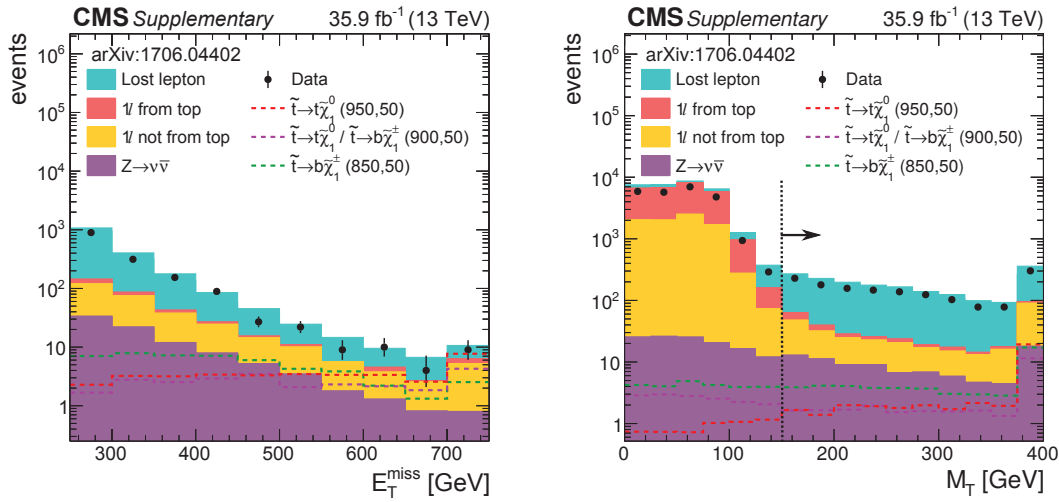 CMS Supplementary 35.9 fb⁻¹ (13 TeV)
arXiv:1706.04402
Lost lepton
1ℓ from top
1ℓ not from top
Z→νν̅
Data
t̃→tχ̃₁⁰ (950,50)
t̃→tχ̃₁⁰ / t̃→bχ̃₁± (900,50)
t̃→bχ̃₁± (850,50)
events
10⁶
10⁵
10⁴
10³
10²
10
1
300 400 500 600 700
E_T^miss [GeV]
CMS Supplementary 35.9 fb⁻¹ (13 TeV)
arXiv:1706.04402
Lost lepton
1ℓ from top
1ℓ not from top
Z→νν̅
Data
t̃→tχ̃₁⁰ (950,50)
t̃→tχ̃₁⁰ / t̃→bχ̃₁± (900,50)
t̃→bχ̃₁± (850,50)
events
10⁶
10⁵
10⁴
10³
10²
10
1
0 100 200 300 400
M_T [GeV]